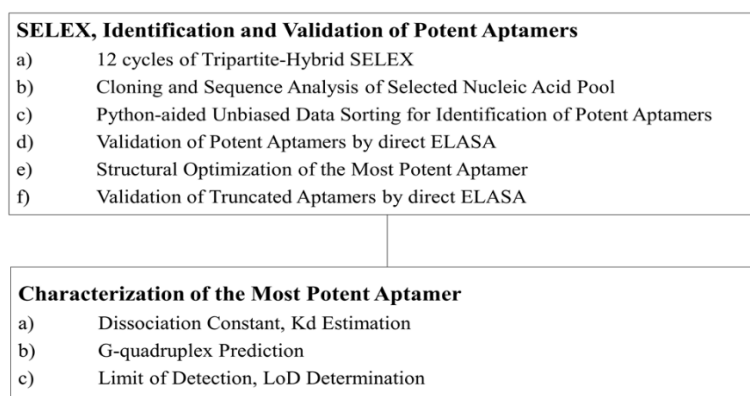 SELEX, Identification and Validation of Potent Aptamers
a) 12 cycles of Tripartite-Hybrid SELEX
b) Cloning and Sequence Analysis of Selected Nucleic Acid Pool
c) Python-aided Unbiased Data Sorting for Identification of Potent Aptamers
d) Validation of Potent Aptamers by direct ELASA
e) Structural Optimization of the Most Potent Aptamer
f) Validation of Truncated Aptamers by direct ELASA
Characterization of the Most Potent Aptamer
a) Dissociation Constant, Kd Estimation
b) G-quadruplex Prediction
c) Limit of Detection, LoD Determination